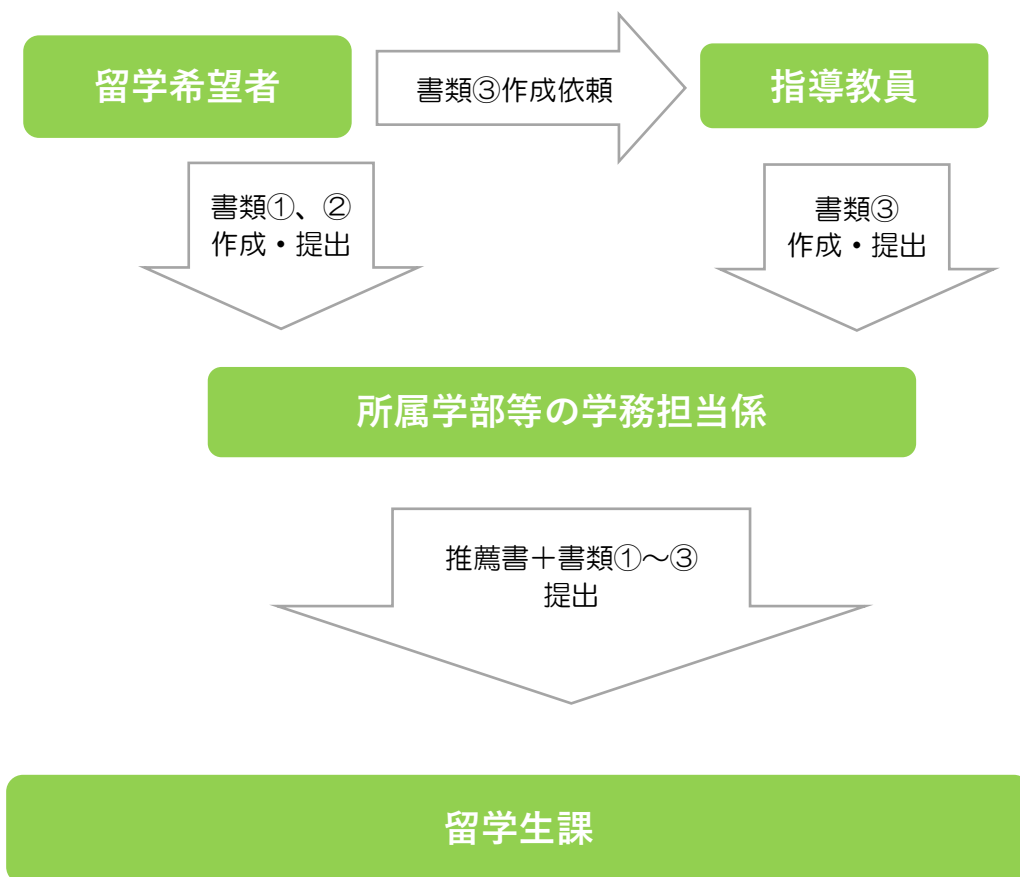 留学希望者
書類③作成依頼
指導教員
書類①、②
作成・提出
書類③
作成・提出
所属学部等の学務担当係
推薦書＋書類①～③
提出
留学生課